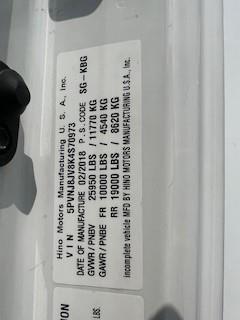 Hino Motors Manufacturing U. S. A., Inc.
V I N 5PVNJ8JV8K4S70973
DATE OF MANUFACTURE 02/2018 P.S. CODE SG - KBG
GVWR / PNBV 25950 LBS / 11770 KG
GAWR / PNBE FR 10000 LBS / 4540 KG
RR 19000 LBS / 8620 KG
incomplete vehicle MFD BY HINO MOTORS MANUFACTURING U.S.A., INC.
LBS.